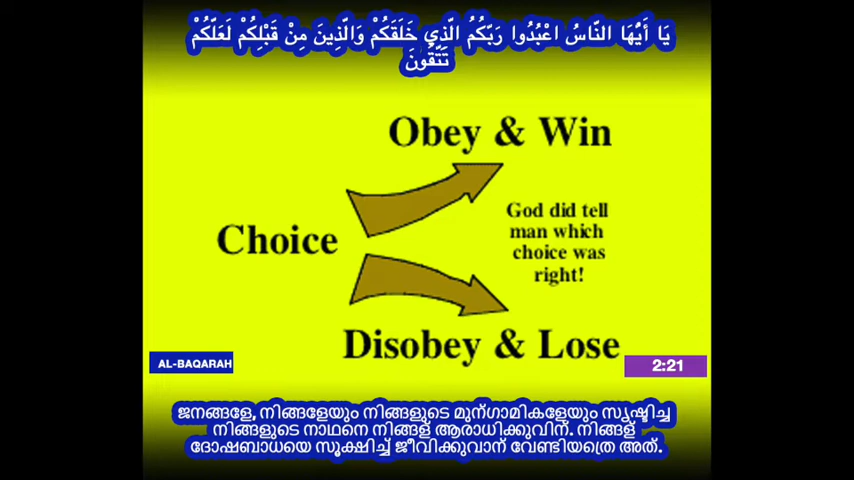 يَا أَيُّهَا النَّاسُ اعْبُدُوا رَبَّكُمُ الَّذِي خَلَقَكُمْ وَالَّذِينَ مِنْ قَبْلِكُمْ لَعَلَّكُمْ
تَتَّقُونَ
Obey & Win
Choice
God did tell
man which
choice was
right!
Disobey & Lose
AL-BAQARAH
2:21
ജനങ്ങളേ, നിങ്ങളേയും നിങ്ങളുടെ മുന്ഗാമികളേയും സൃഷ്ടിച്ച
നിങ്ങളുടെ നാഥനെ നിങ്ങള് ആരാധിക്കുവിന്. നിങ്ങള്
ദോഷബാധയെ സൂക്ഷിച്ച് ജീവിക്കുവാന് വേണ്ടിയത്രെ അത്.